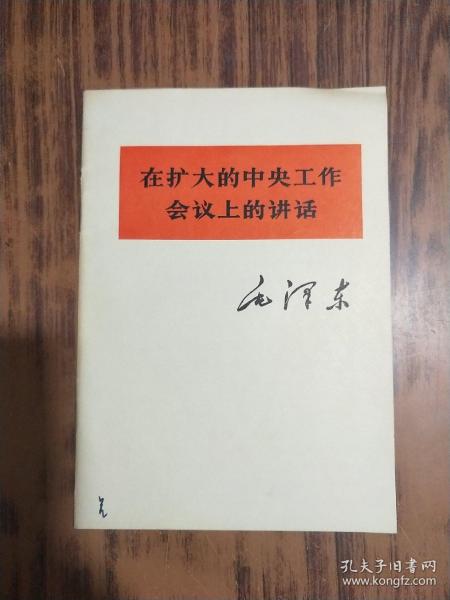 在扩大的中央工作
会议上的讲话
毛泽东
孔夫子旧书网
www.kongfz.com